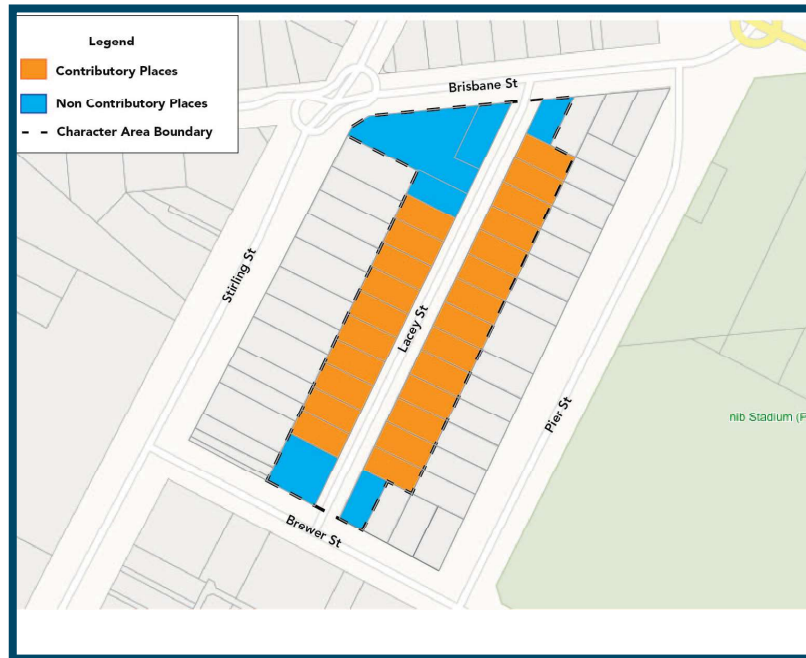 Legend
Contributory Places
Non Contributory Places
Character Area Boundary
Brisbane St
Stirling St
Lacey St
Pier St
nib Stadium (P
Brewer St